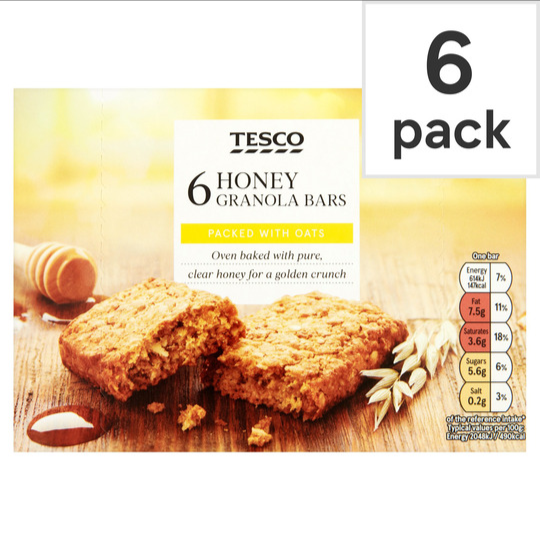 6
pack
TESCO
6 HONEY
GRANOLA BARS
PACKED WITH OATS
Oven baked with pure,
clear honey for a golden crunch
One bar
Energy
614kJ
147kcal
7%
Fat
7.5g
11%
Saturates
3.6g
18%
Sugars
5.6g
6%
Salt
0.2g
3%
of the reference intake*
Typical values per 100g:
Energy 2048kJ / 490kcal